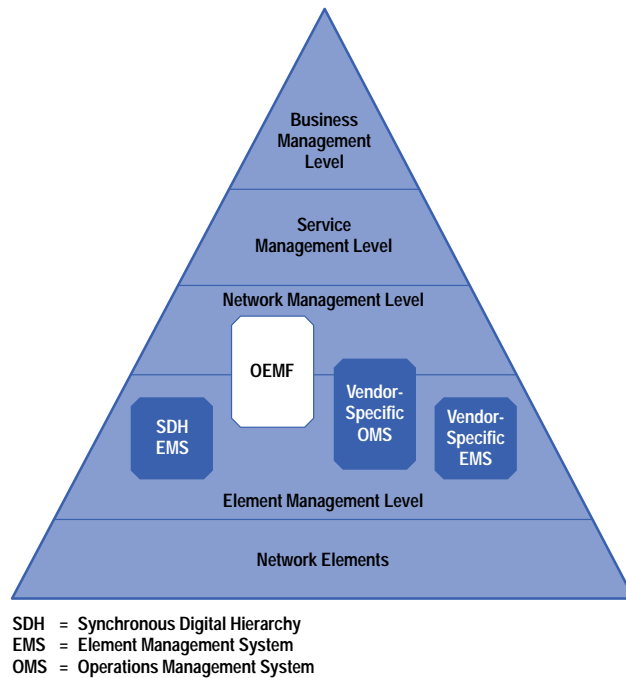 Business
Management
Level
Service
Management Level
Network Management Level
OEMF
Vendor-
Specific
OMS
SDH
EMS
Vendor-
Specific
EMS
Element Management Level
Network Elements
SDH = Synchronous Digital Hierarchy
EMS = Element Management System
OMS = Operations Management System